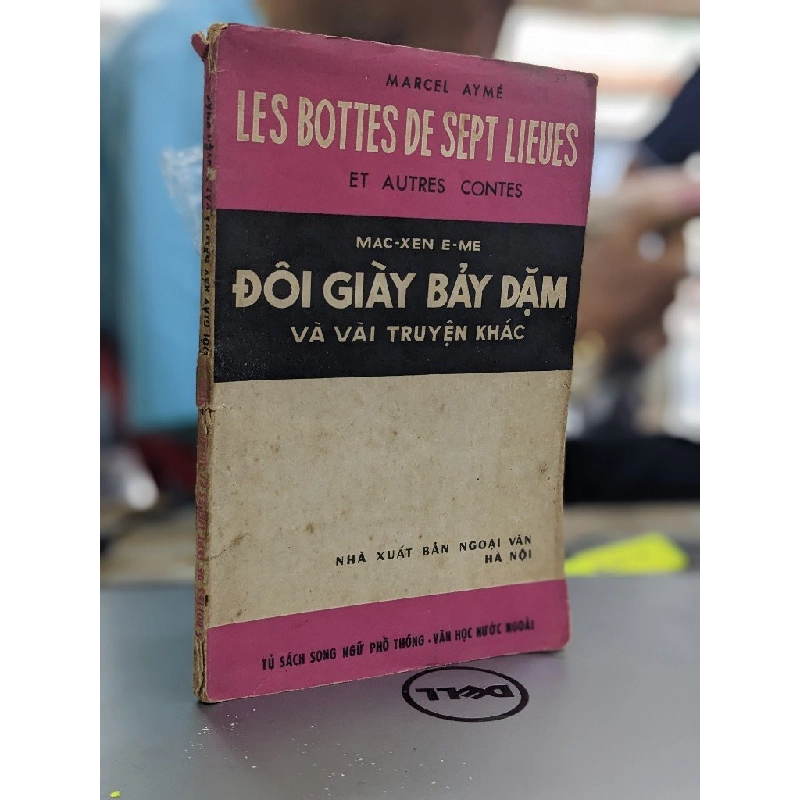 MARCEL AYMÉ
LES BOTTES DE SEPT LIEUES
ET AUTRES CONTES
MAC-XEN E-ME
ĐÔI GIÀY BẢY DẶM
VÀ VÀI TRUYỆN KHÁC
NHÀ XUẤT BẢN NGOẠI VĂN
HÀ NỘI
TỦ SÁCH SONG NGỮ PHỔ THÔNG - VĂN HỌC NƯỚC NGOÀI
DELL